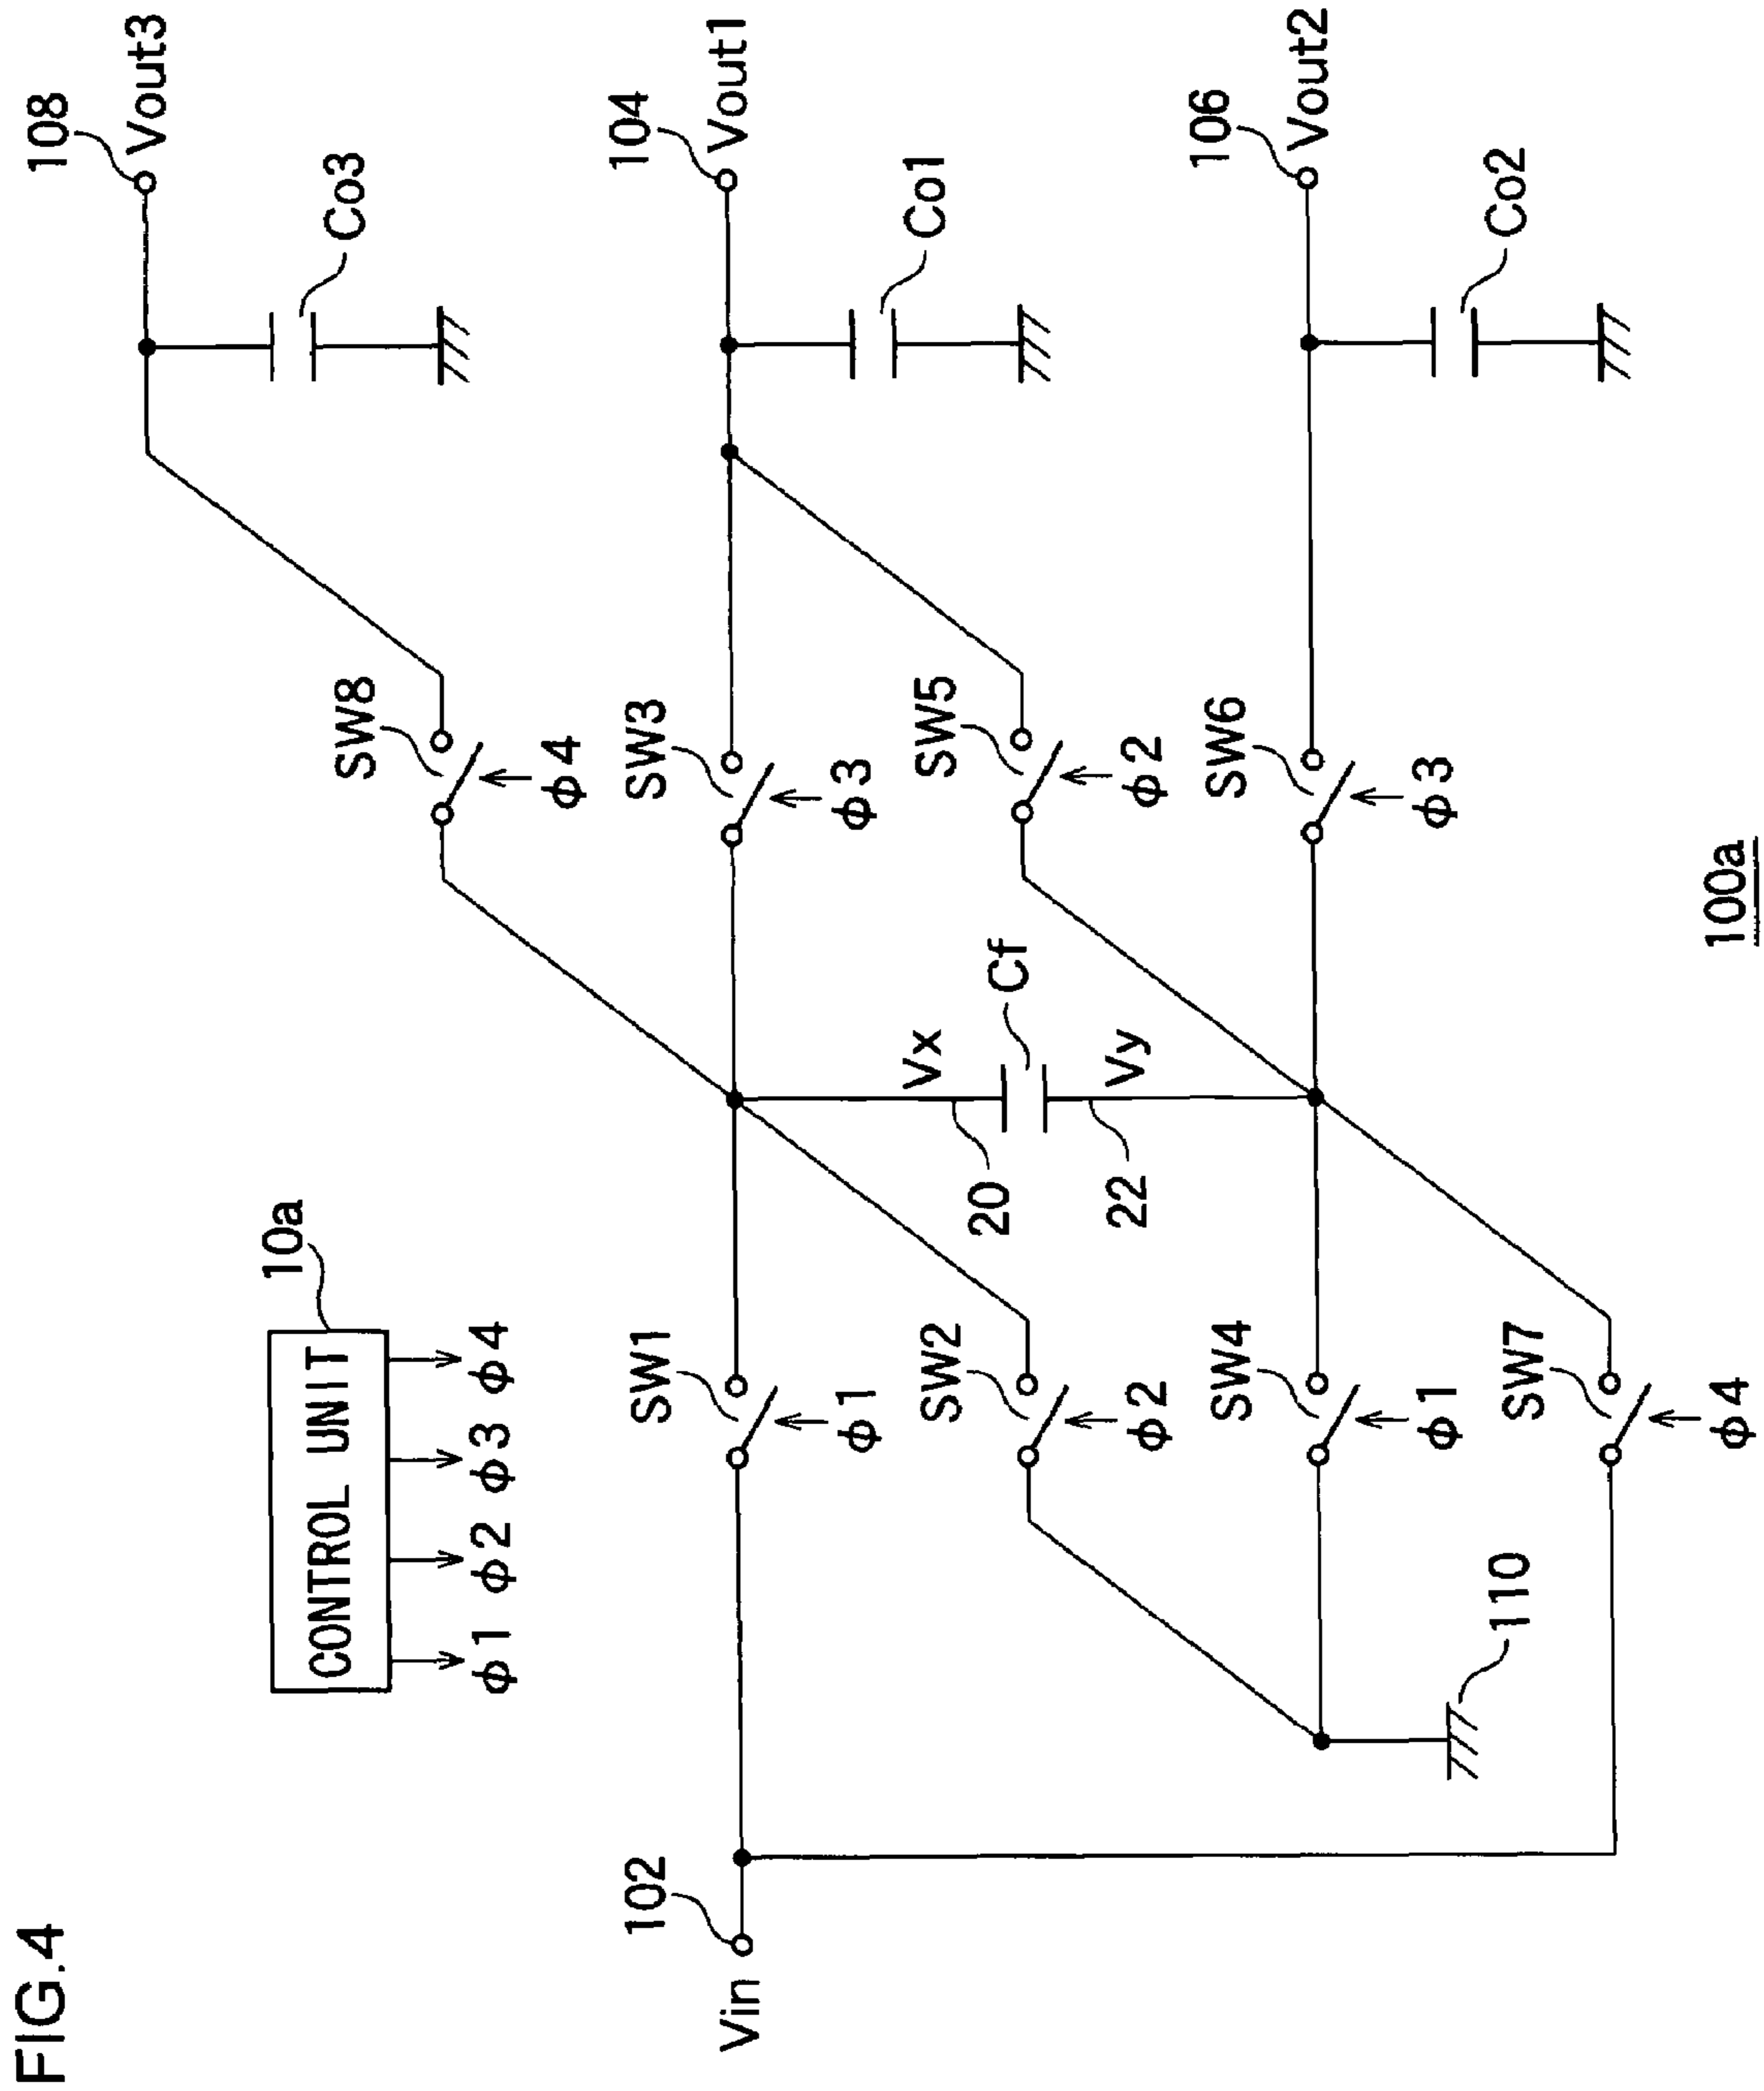 FIG.4
108
Vout3
Co3
10a
CONTROL UNIT
φ1 φ2 φ3 φ4
SW8
φ4
102
Vin
SW1
φ1
SW3
φ3
104
Vout1
Co1
Vx
20
Cf
22
Vy
SW2
φ2
SW5
φ2
SW4
φ1
SW6
φ3
106
Vout2
Co2
110
SW7
φ4
100a